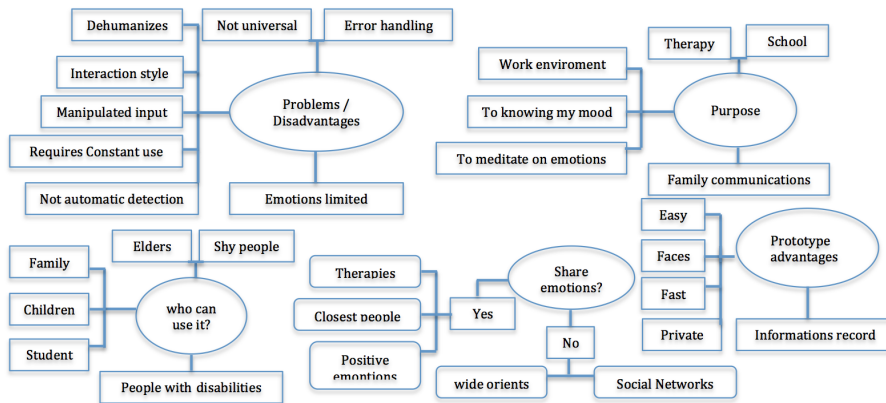 Dehumanizes
Not universal
Error handling
Interaction style
Manipulated input
Requires Constant use
Not automatic detection
Problems /
Disadvantages
Emotions limited
Therapy
School
Work enviroment
To knowing my mood
To meditate on emotions
Purpose
Family communications
Elders
Shy people
Family
Children
Student
who can
use it?
People with disabilities
Therapies
Closest people
Positive
emoptions
Yes
Share
emotions?
No
wide orients
Social Networks
Easy
Faces
Fast
Private
Prototype
advantages
Informations record